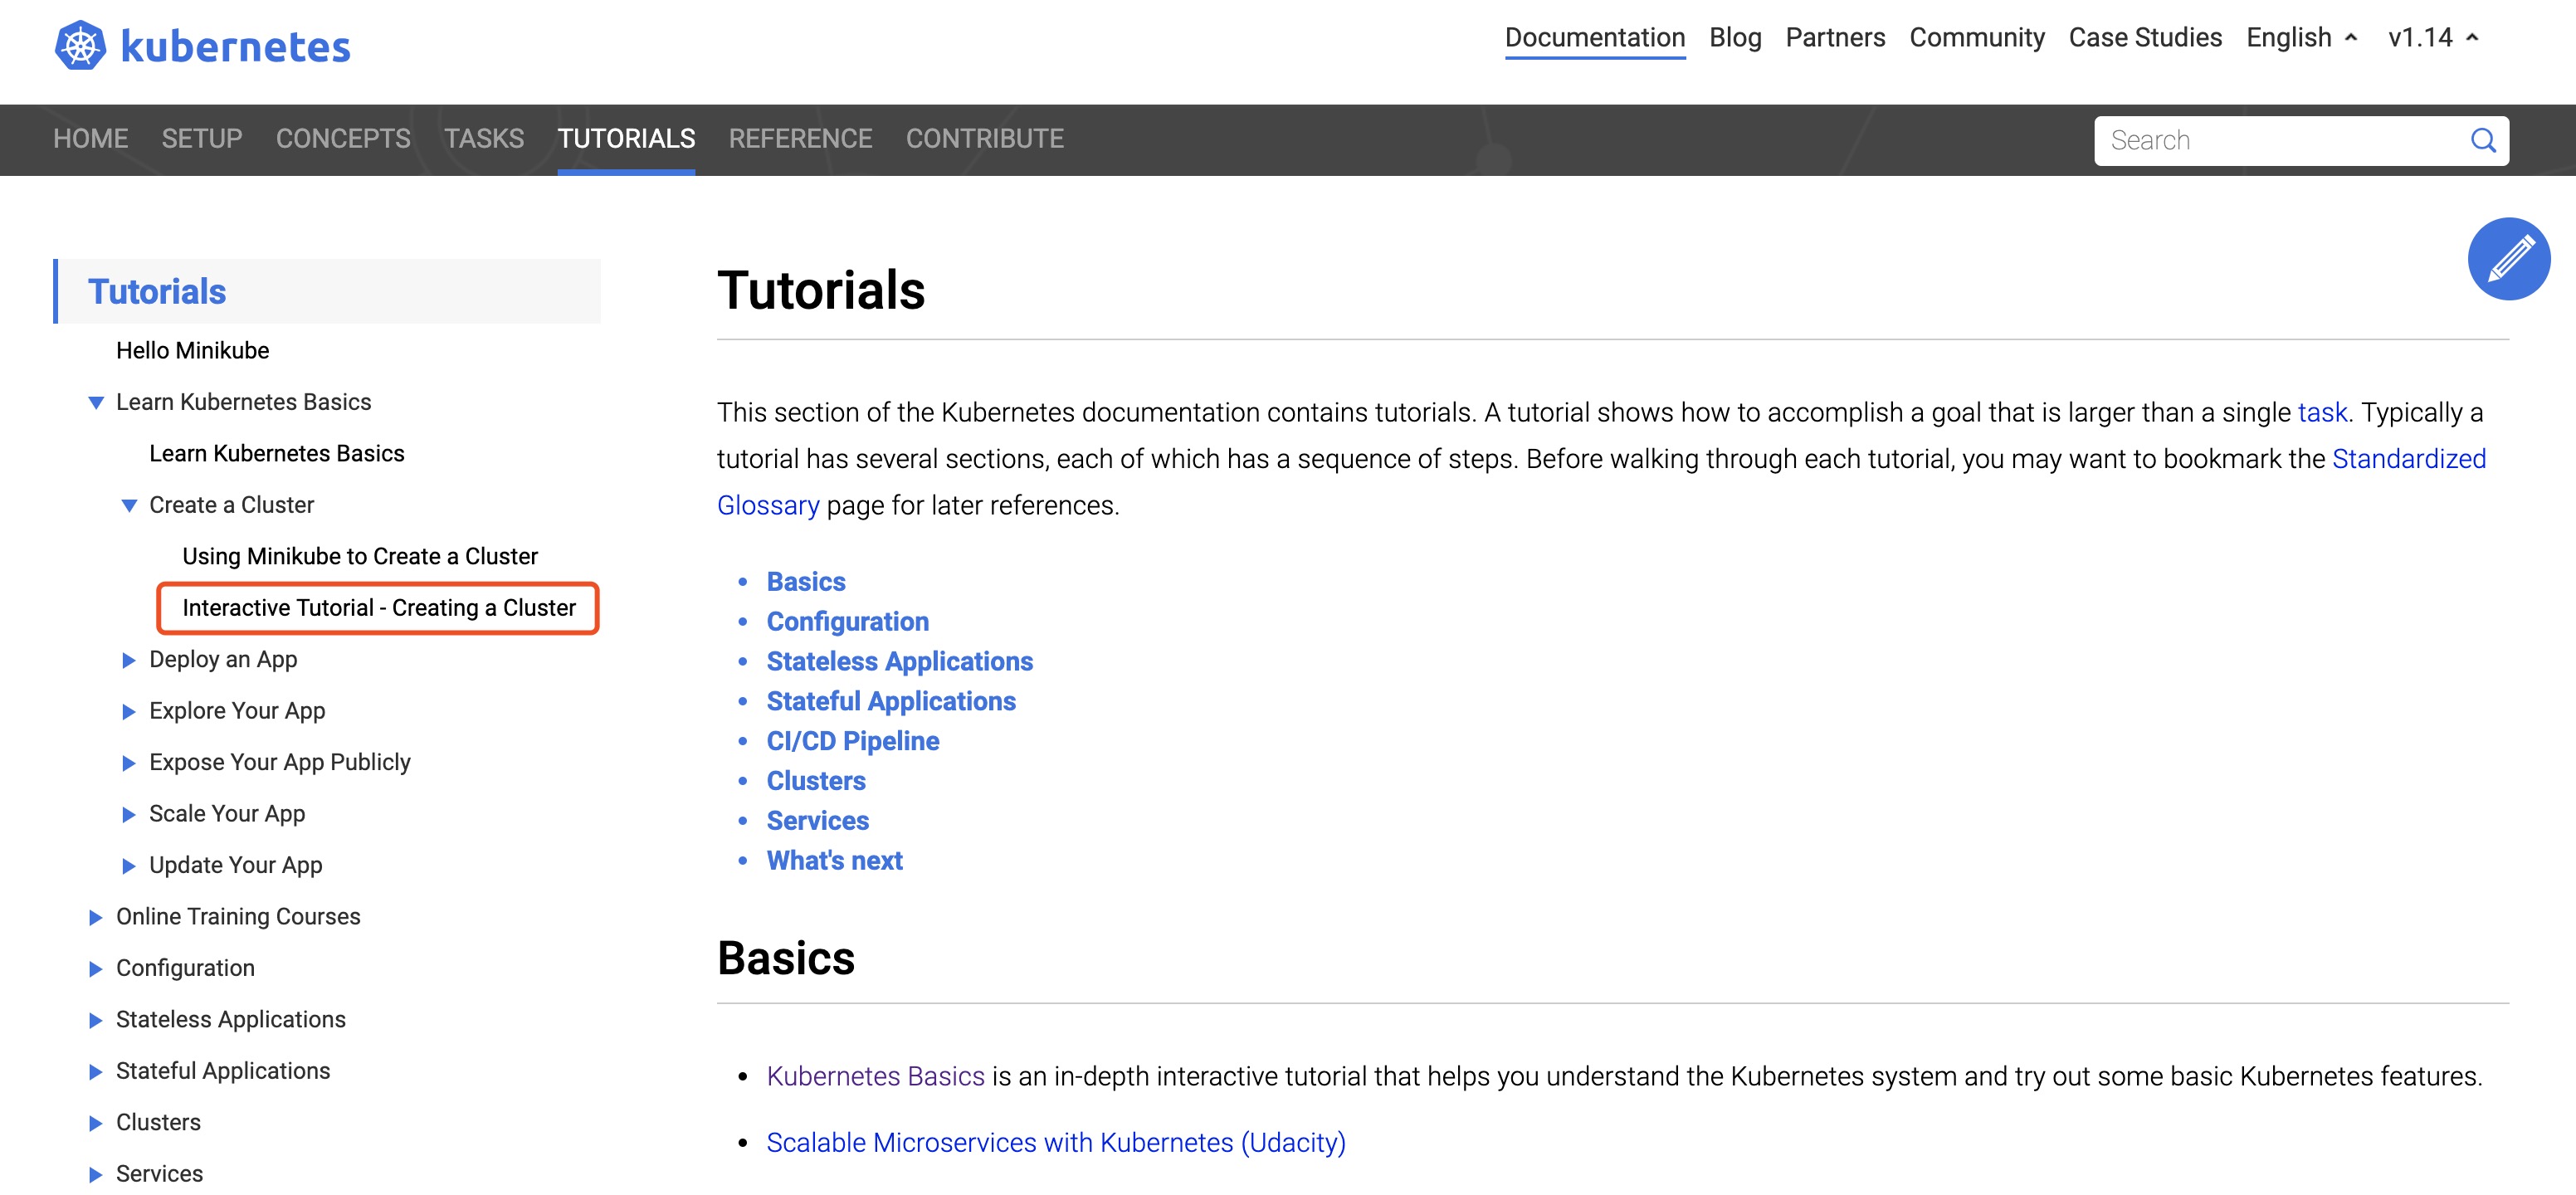 kubernetes
Documentation Blog Partners Community Case Studies English v1.14
HOME SETUP CONCEPTS TASKS TUTORIALS REFERENCE CONTRIBUTE
Search
Tutorials
Hello Minikube
Learn Kubernetes Basics
Learn Kubernetes Basics
Create a Cluster
Using Minikube to Create a Cluster
Interactive Tutorial - Creating a Cluster
Deploy an App
Explore Your App
Expose Your App Publicly
Scale Your App
Update Your App
Online Training Courses
Configuration
Stateless Applications
Stateful Applications
Clusters
Services
Tutorials
This section of the Kubernetes documentation contains tutorials. A tutorial shows how to accomplish a goal that is larger than a single task. Typically a
tutorial has several sections, each of which has a sequence of steps. Before walking through each tutorial, you may want to bookmark the Standardized
Glossary page for later references.
• Basics
• Configuration
• Stateless Applications
• Stateful Applications
• CI/CD Pipeline
• Clusters
• Services
• What's next
Basics
• Kubernetes Basics is an in-depth interactive tutorial that helps you understand the Kubernetes system and try out some basic Kubernetes features.
• Scalable Microservices with Kubernetes (Udacity)